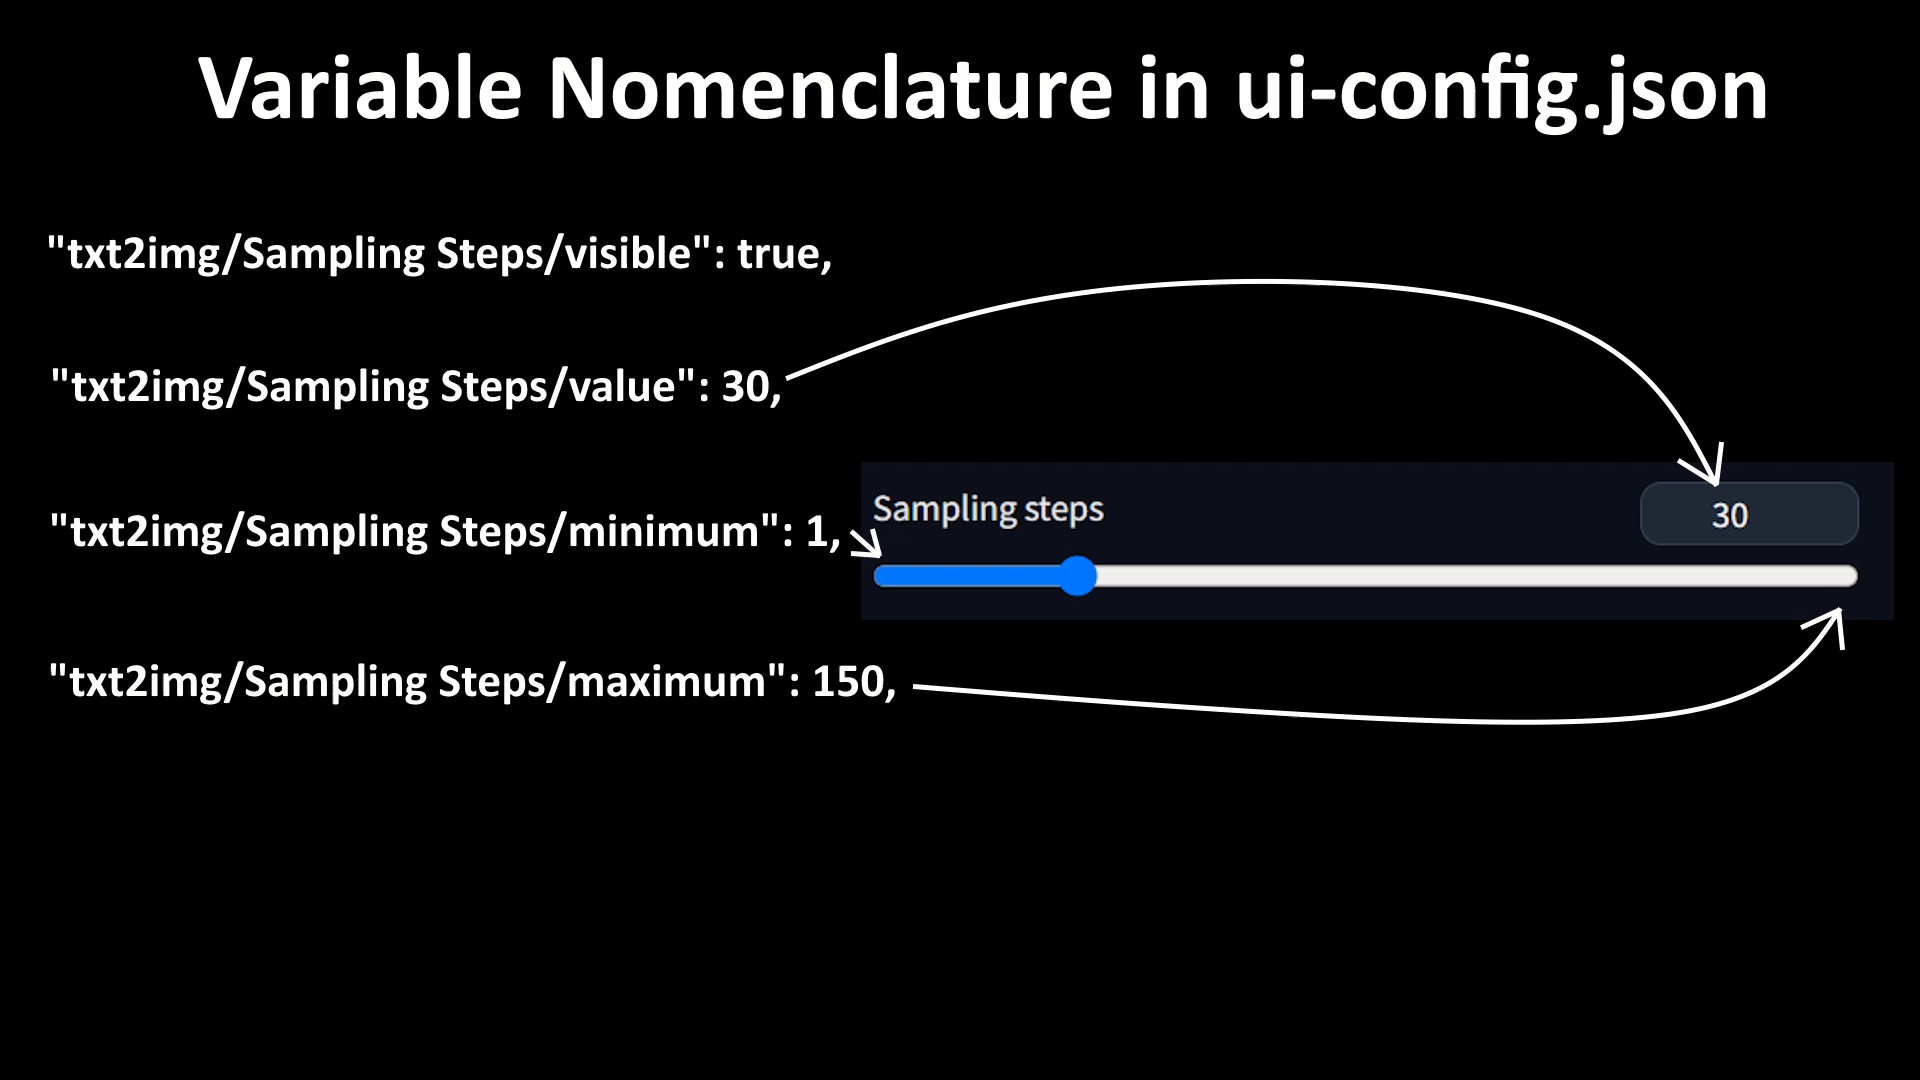 Variable Nomenclature in ui-config.json
"txt2img/Sampling Steps/visible": true,
"txt2img/Sampling Steps/value": 30,
"txt2img/Sampling Steps/minimum": 1,
Sampling steps
30
"txt2img/Sampling Steps/maximum": 150,